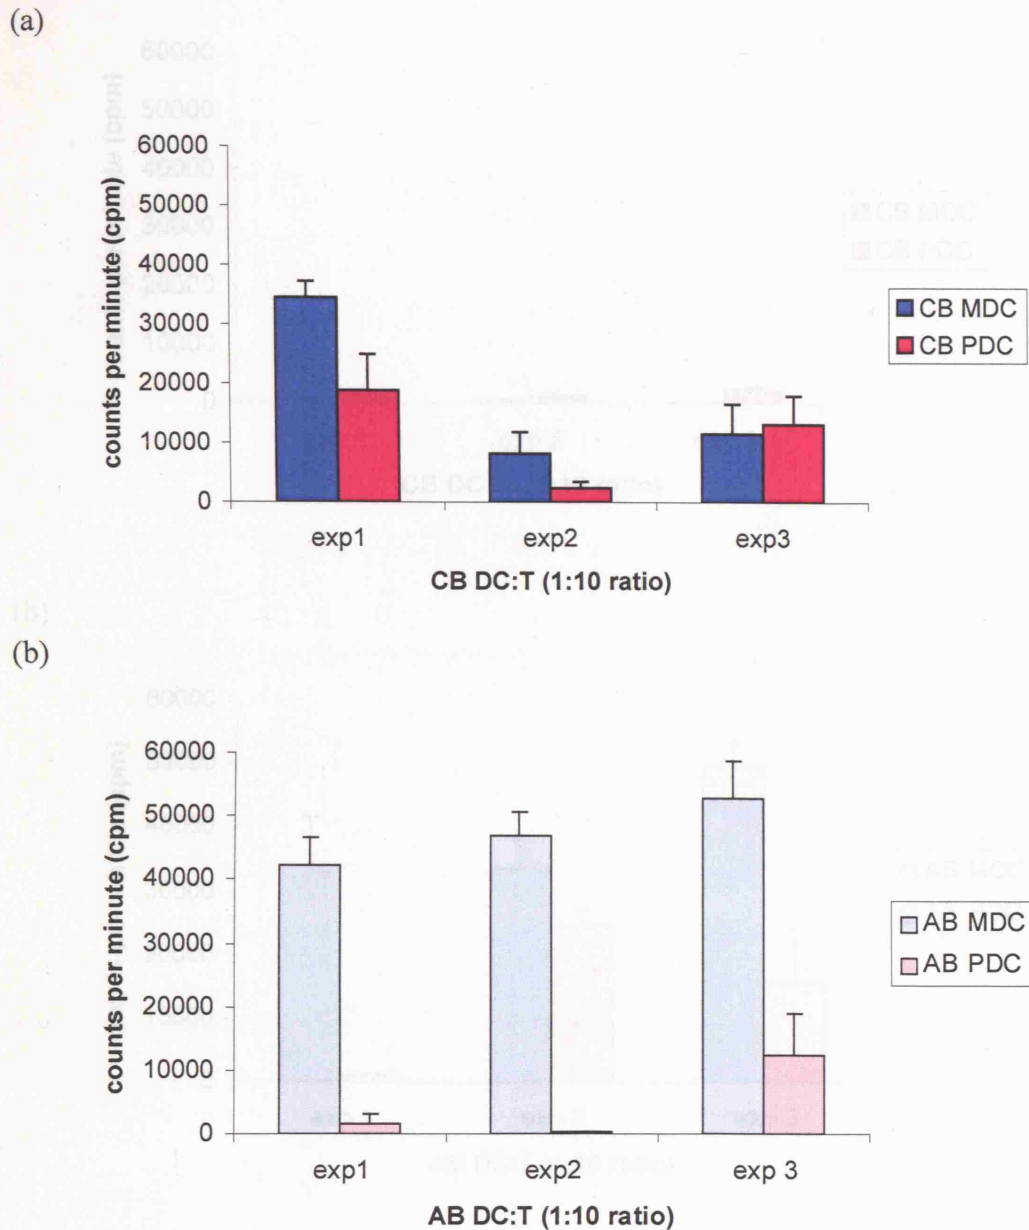 (a)
counts per minute (cpm)
60000
50000
40000
30000
20000
10000
0
exp1 exp2 exp3
CB DC:T (1:10 ratio)
CB MDC
CB PDC
(b)
counts per minute (cpm)
60000
50000
40000
30000
20000
10000
0
exp1 exp2 exp 3
AB DC:T (1:10 ratio)
AB MDC
AB PDC